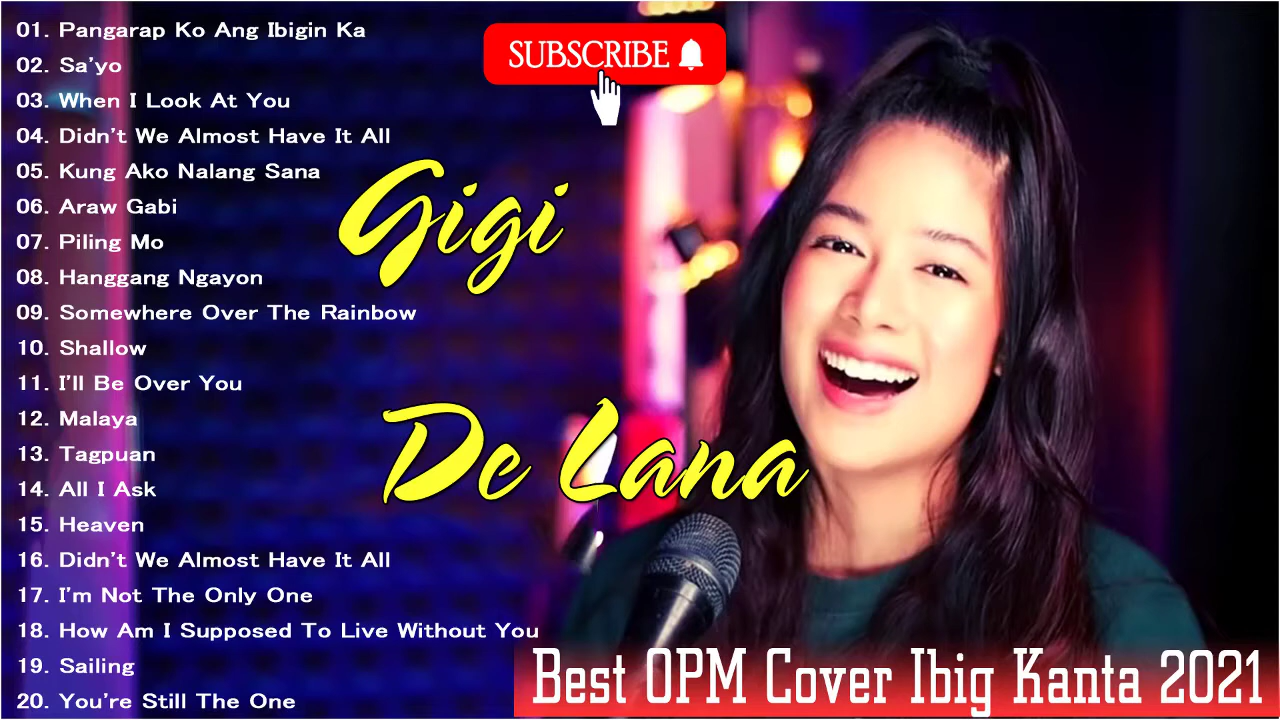 01. Pangarap Ko Ang Ibigin Ka
02. Sa'yo
03. When I Look At You
04. Didn't We Almost Have It All
05. Kung Ako Nalang Sana
06. Araw Gabi
07. Piling Mo
08. Hanggang Ngayon
09. Somewhere Over The Rainbow
10. Shallow
11. I'll Be Over You
12. Malaya
13. Tagpuan
14. All I Ask
15. Heaven
16. Didn't We Almost Have It All
17. I'm Not The Only One
18. How Am I Supposed To Live Without You
19. Sailing
20. You're Still The One
SUBSCRIBE
Gigi
De Lana
Best OPM Cover Ibig Kanta 2021